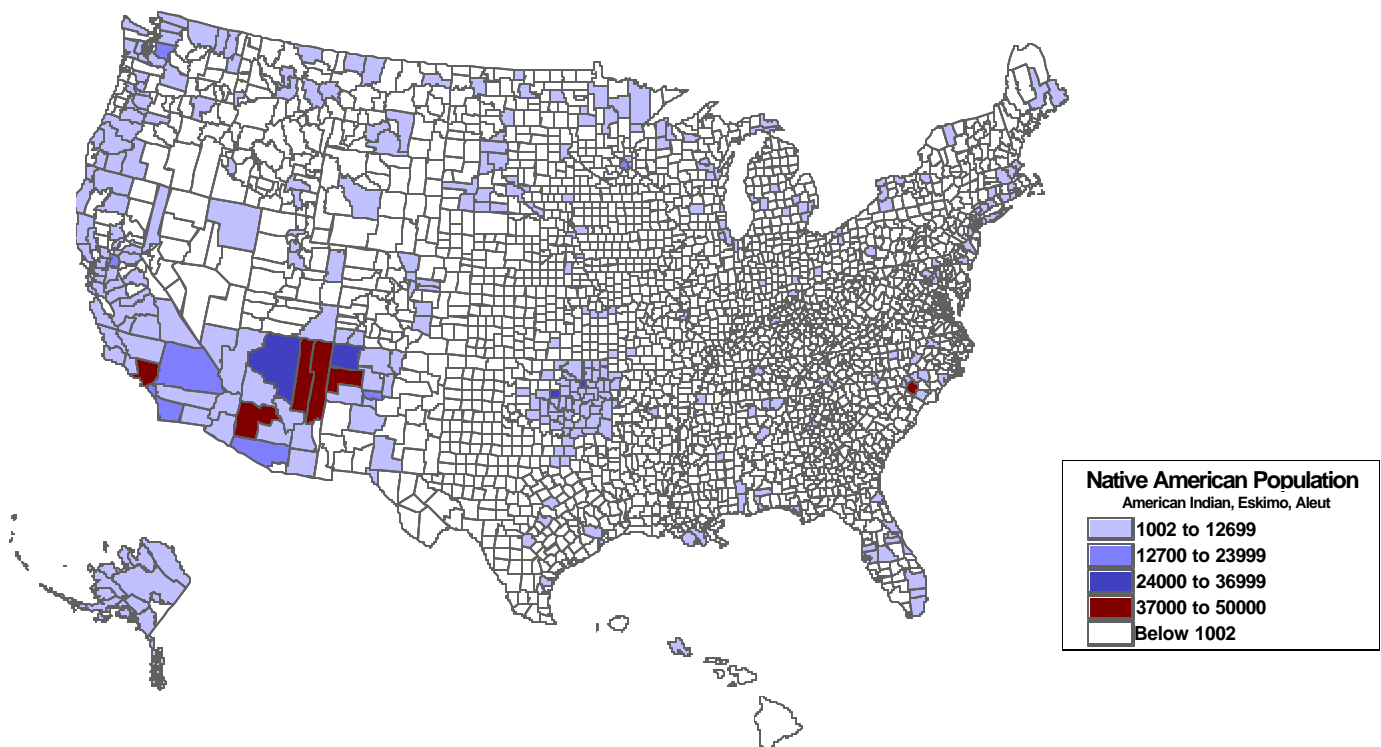 Native American Population
American Indian, Eskimo, Aleut
1002 to 12699
12700 to 23999
24000 to 36999
37000 to 50000
Below 1002